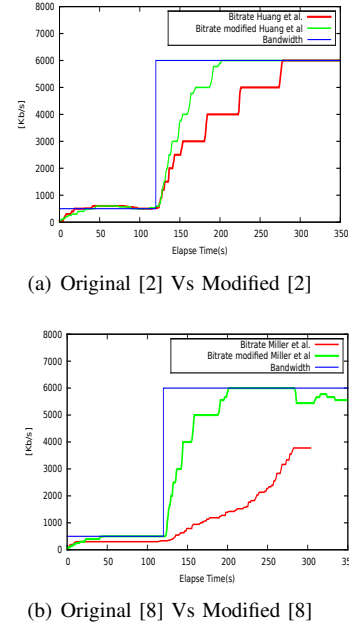 8000
7000
6000
5000
4000
3000
2000
1000
0
[Kb/s]
Bitrate Huang et al.
Bitrate modified Huang et al
Bandwidth
0 50 100 150 200 250 300 350
Elapse Time(s)
(a) Original [2] Vs Modified [2]
8000
7000
6000
5000
4000
3000
2000
1000
0
[Kb/s]
Bitrate Miller et al.
Bitrate modified Miller et al
Bandwidth
0 50 100 150 200 250 300 350
Elapse Time(s)
(b) Original [8] Vs Modified [8]